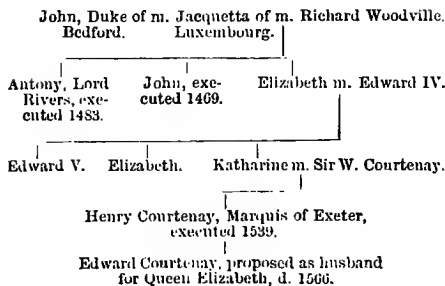 John, Duke of m. Jacquetta of m. Richard Woodville.
Bedford. Luxembourg.
Antony, Lord John, exe- Elizabeth m. Edward IV.
Rivers, exe- cuted 1469.
cuted 1483.
Edward V. Elizabeth. Katharine m. Sir W. Courtenay.
Henry Courtenay, Marquis of Exeter,
executed 1539.
Edward Courtenay, proposed as husband
for Queen Elizabeth, d. 1566.